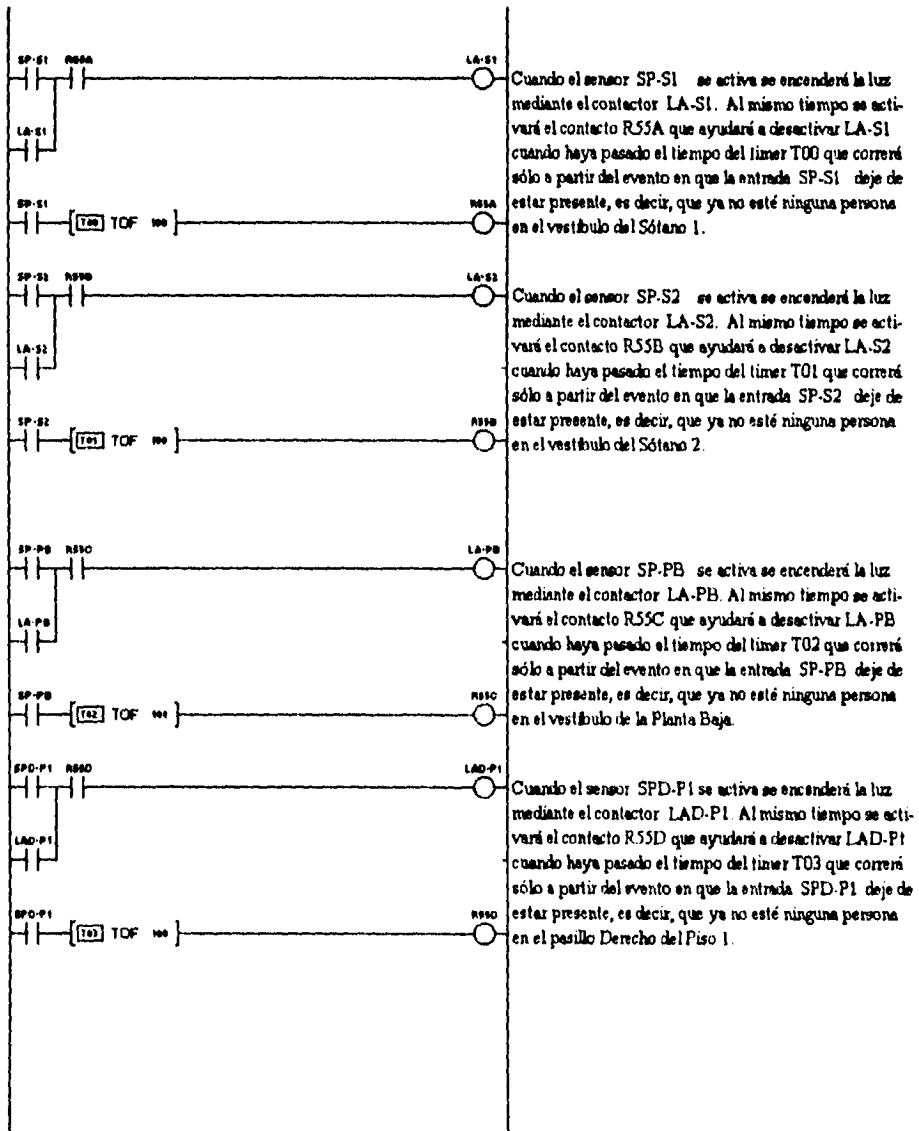 SP-S1 R55A LA-S1
LA-S1
SP-S1 T00 TOF 100 R55A
Cuando el sensor SP-S1 se activa se encenderá la luz
mediante el contactor LA-S1. Al mismo tiempo se acti-
vará el contacto R55A que ayudará a desactivar LA-S1
cuando haya pasado el tiempo del timer T00 que correrá
sólo a partir del evento en que la entrada SP-S1 deje de
estar presente, es decir, que ya no esté ninguna persona
en el vestíbulo del Sótano 1.
SP-S2 R55B LA-S2
LA-S2
SP-S2 T01 TOF R55B
Cuando el sensor SP-S2 se activa se encenderá la luz
mediante el contactor LA-S2. Al mismo tiempo se acti-
vará el contacto R55B que ayudará a desactivar LA-S2
cuando haya pasado el tiempo del timer T01 que correrá
sólo a partir del evento en que la entrada SP-S2 deje de
estar presente, es decir, que ya no esté ninguna persona
en el vestíbulo del Sótano 2.
SP-PB R55C LA-PB
LA-PB
SP-PB T02 TOF R55C
Cuando el sensor SP-PB se activa se encenderá la luz
mediante el contactor LA-PB. Al mismo tiempo se acti-
vará el contacto R55C que ayudará a desactivar LA-PB
cuando haya pasado el tiempo del timer T02 que correrá
sólo a partir del evento en que la entrada SP-PB deje de
estar presente, es decir, que ya no esté ninguna persona
en el vestíbulo de la Planta Baja.
SPD-P1 R55D LAD-P1
LAD-P1
SPD-P1 T03 TOF 100 R55D
Cuando el sensor SPD-P1 se activa se encenderá la luz
mediante el contactor LAD-P1. Al mismo tiempo se acti-
vará el contacto R55D que ayudará a desactivar LAD-P1
cuando haya pasado el tiempo del timer T03 que correrá
sólo a partir del evento en que la entrada SPD-P1 deje de
estar presente, es decir, que ya no esté ninguna persona
en el pasillo Derecho del Piso 1.